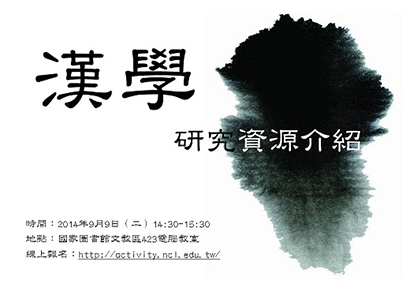 漢學
研究資源介紹
時間：2014年9月9日（二）14:30-15:30
地點：國家圖書館文教區423電腦教室
線上報名：http://activity.ncl.edu.tw/